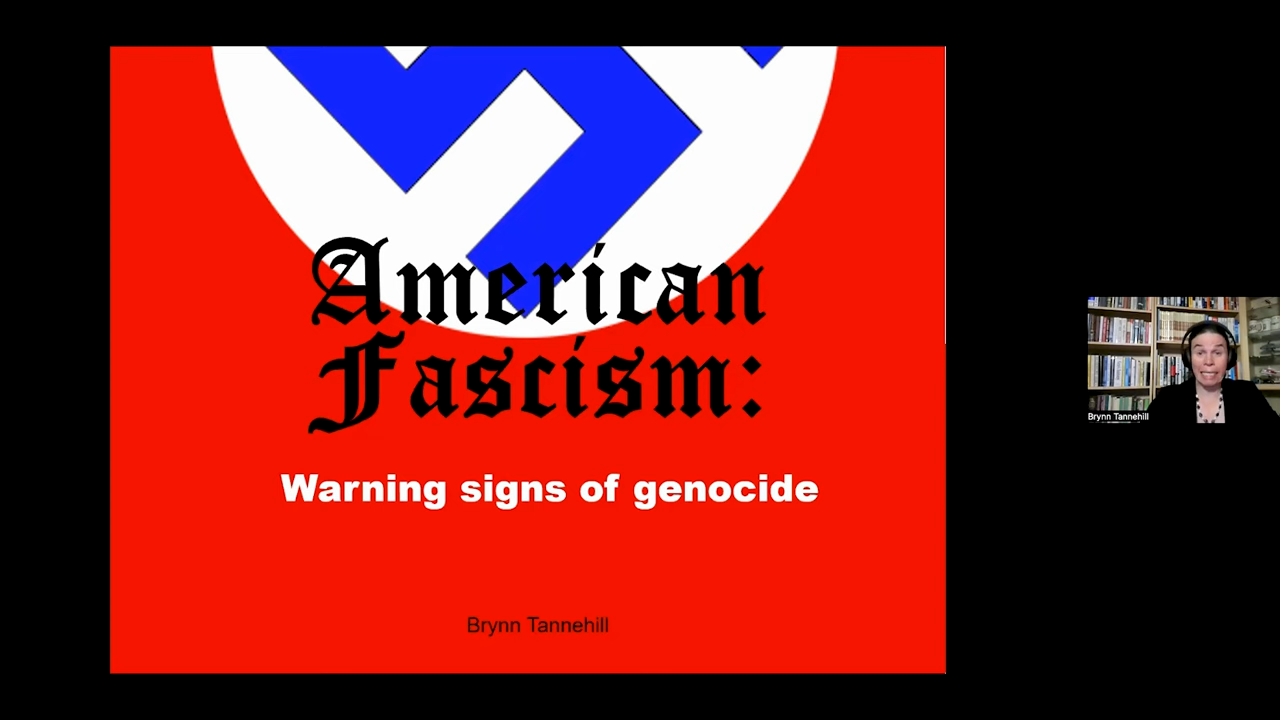 American
Fascism:
Warning signs of genocide
Brynn Tannehill
Brynn Tannehill